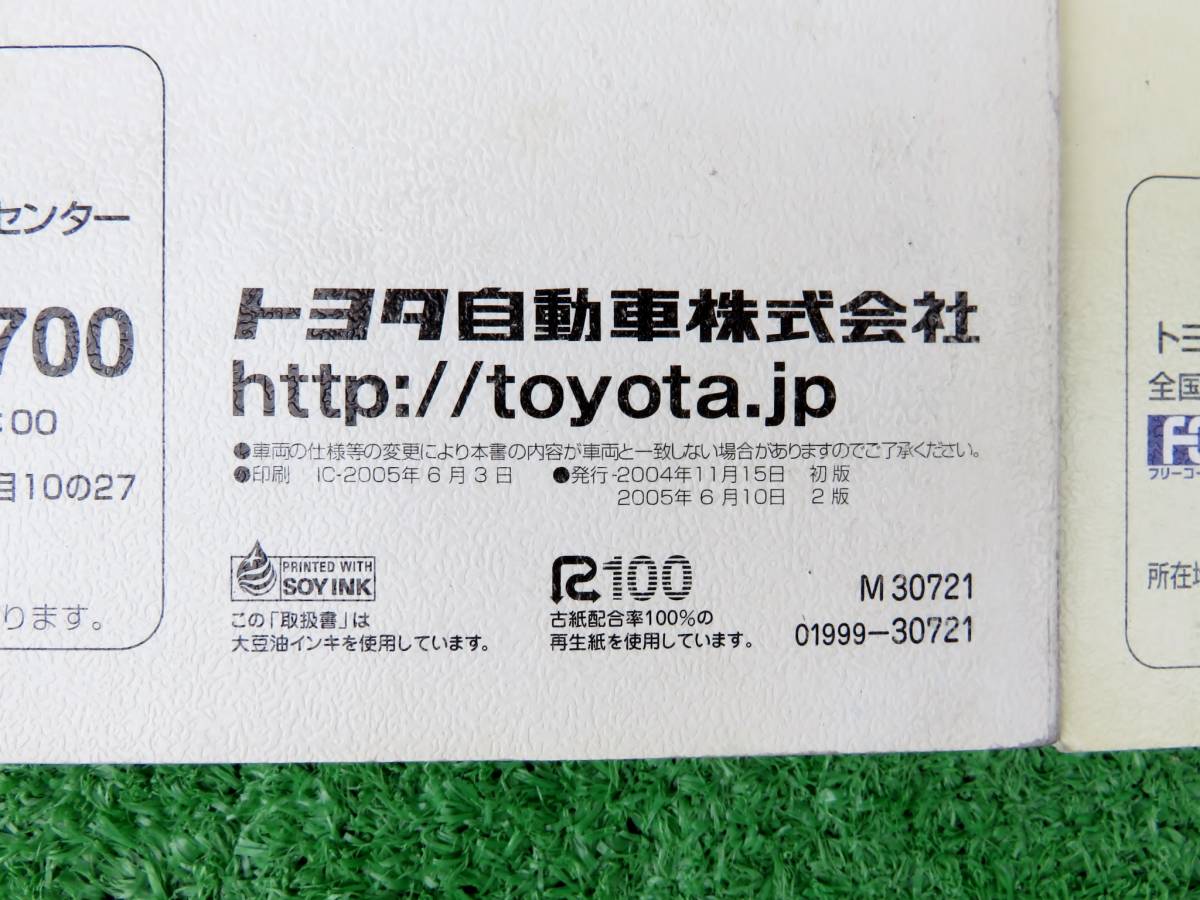 センター
700
:00
目10の27
ります。
トヨタ自動車株式会社
http://toyota.jp
●車両の仕様等の変更により本書の内容が車両と一致しない場合がありますのでご了承ください。
●印刷 IC-2005年6月3日 ●発行-2004年11月15日 初版
2005年6月10日 2版
PRINTED WITH
SOY INK
この「取扱書」は
大豆油インキを使用しています。
R100
古紙配合率100%の
再生紙を使用しています。
M 30721
01999-30721
トヨ
全国
フリーコー
所在地